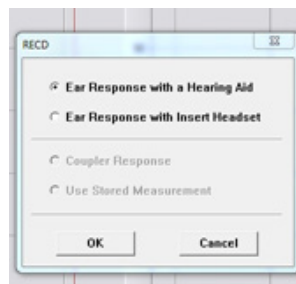 RECD
Ear Response with a Hearing Aid
Ear Response with Insert Headset
Coupler Response
Use Stored Measurement
OK
Cancel